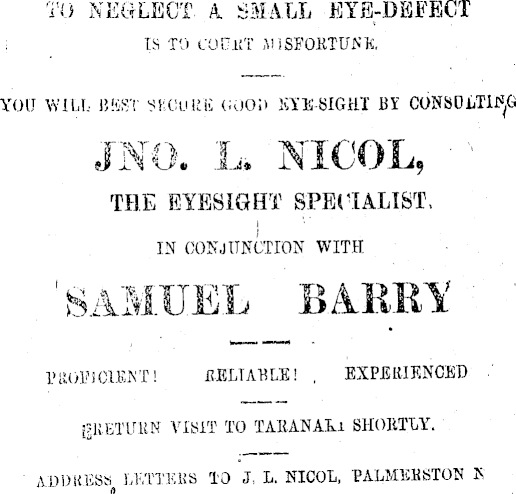 TO NEGLECT A SMALL EYE-DEFECT
IS TO COURT MISFORTUNE.
YOU WILL BEST SECURE GOOD EYE-SIGHT BY CONSULTING
JNO. L. NICOL,
THE EYESIGHT SPECIALIST,
IN CONJUNCTION WITH
SAMUEL BARRY
PROFICIENT! RELIABLE! EXPERIENCED
RETURN VISIT TO TARANAKI SHORTLY.
ADDRESS LETTERS TO J. L. NICOL, PALMERSTON N